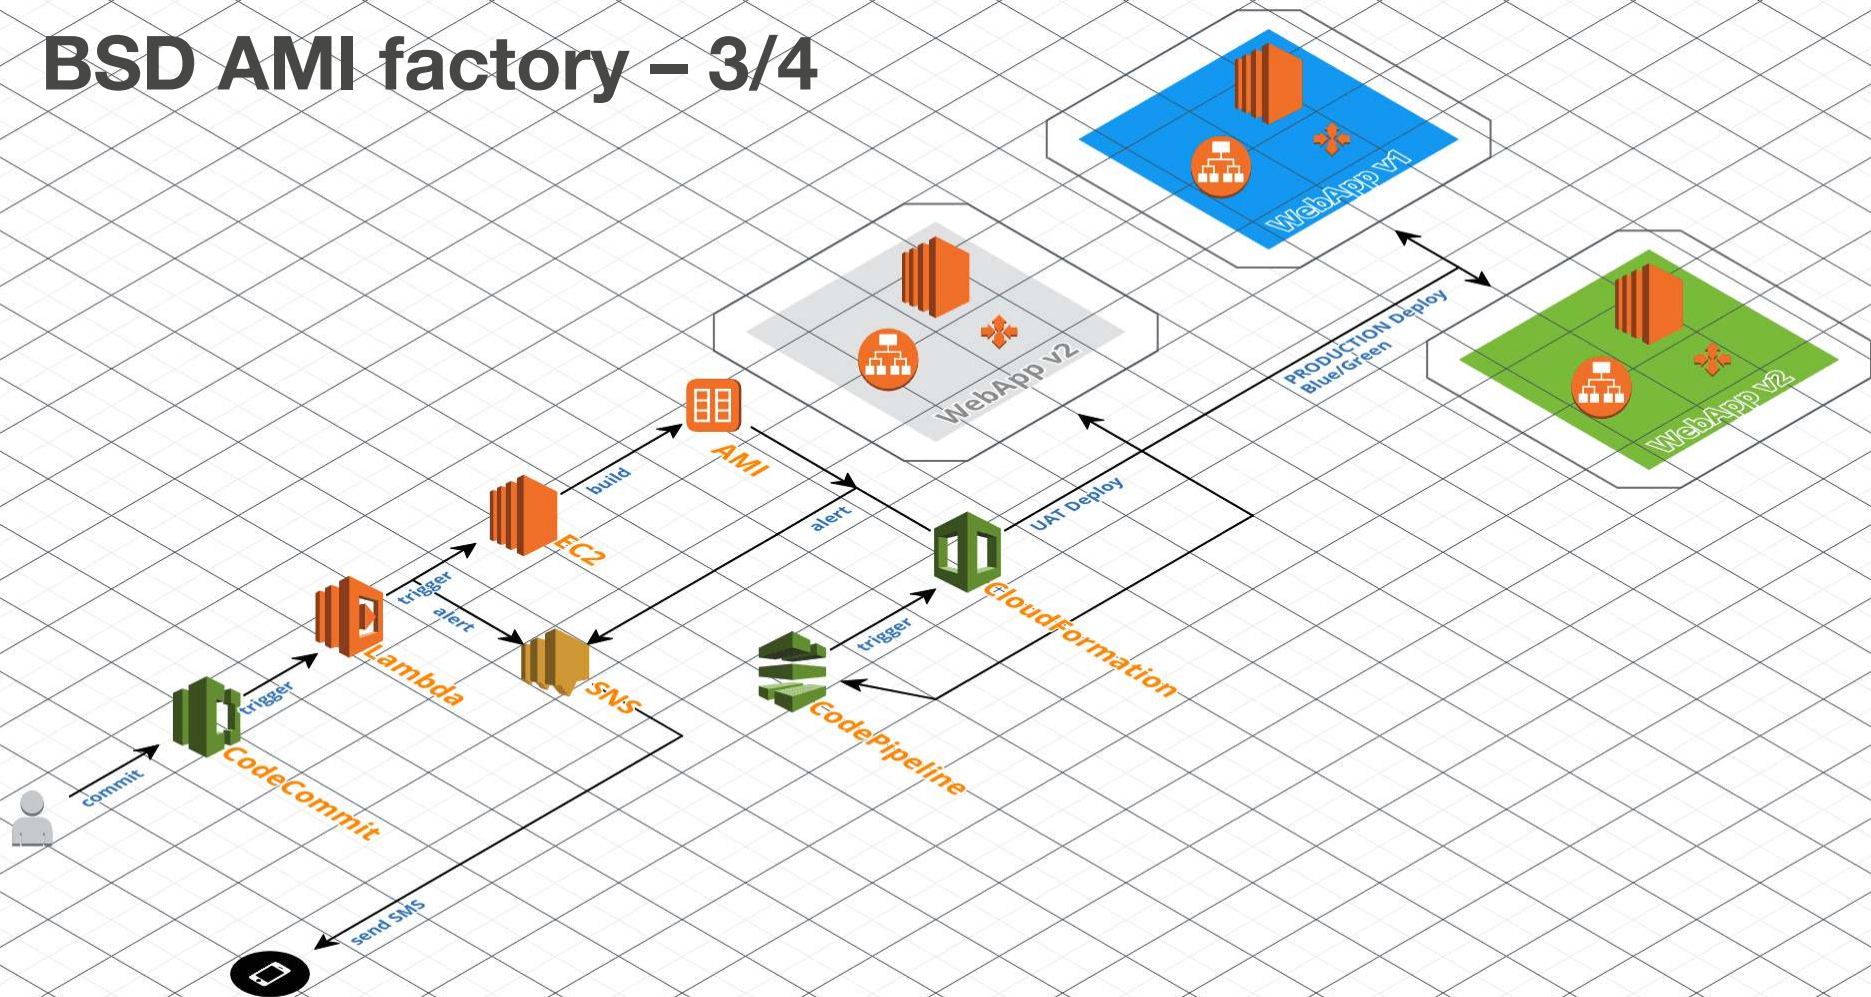 BSD AMI factory – 3/4
WebApp v1
WebApp v2
PRODUCTION Deploy
Blue/Green
WebApp v2
AMI
build
UAT Deploy
alert
EC2
trigger
alert
CloudFormation
trigger
Lambda
SNS
trigger
CodePipeline
CodeCommit
commit
send SMS